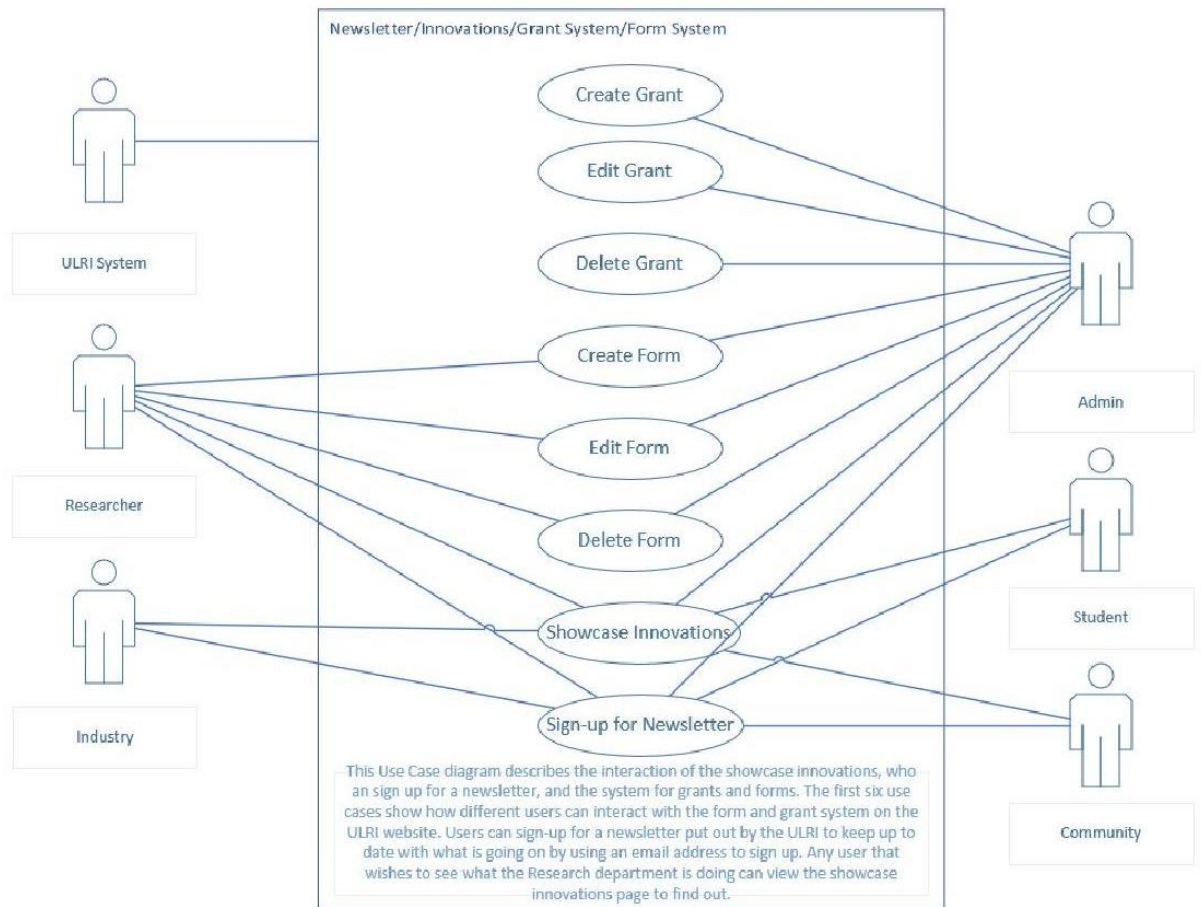 Newsletter/Innovations/Grant System/Form System
Create Grant
Edit Grant
Delete Grant
Create Form
Edit Form
Delete Form
Showcase Innovations
Sign-up for Newsletter
ULRI System
Researcher
Industry
Admin
Student
Community
This Use Case diagram describes the interaction of the showcase innovations, who
an sign up for a newsletter, and the system for grants and forms. The first six use
cases show how different users can interact with the form and grant system on the
ULRI website. Users can sign-up for a newsletter put out by the ULRI to keep up to
date with what is going on by using an email address to sign up. Any user that
wishes to see what the Research department is doing can view the showcase
innovations page to find out.